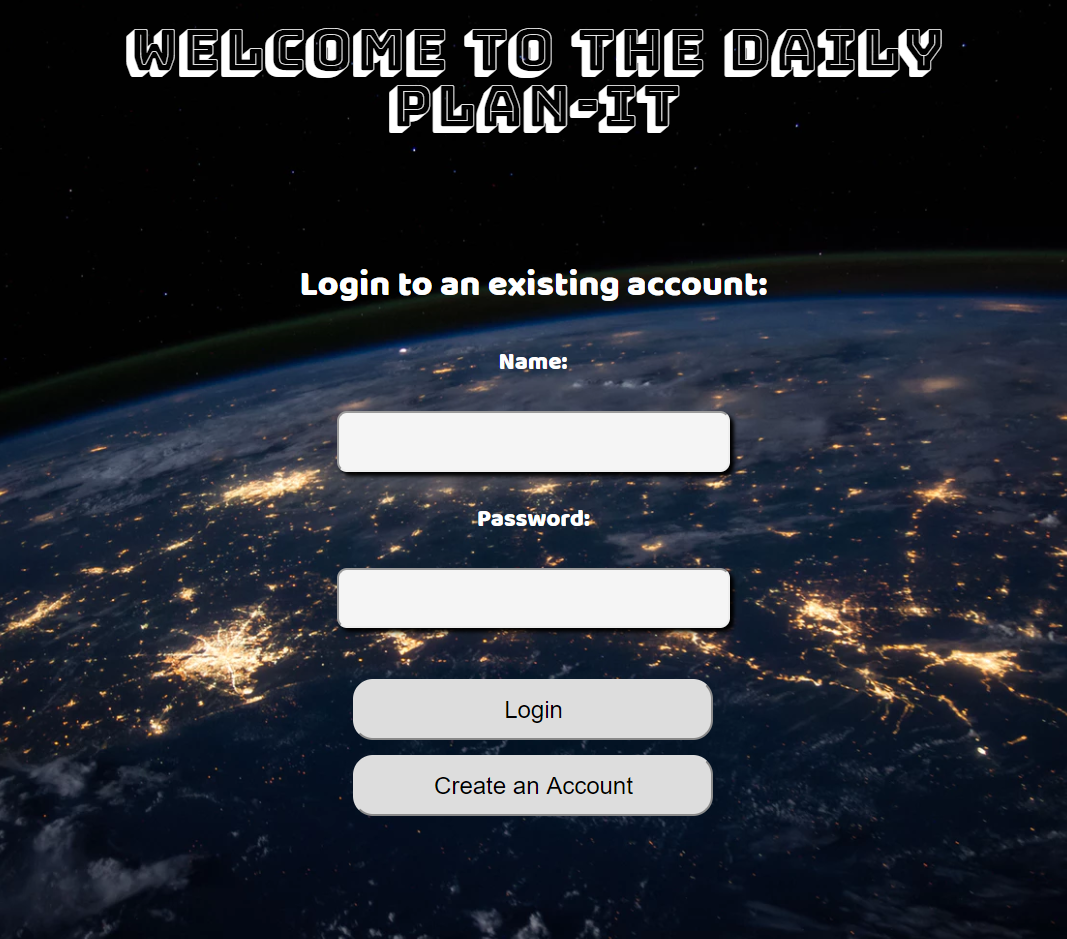 WELCOME TO THE DAILY
PLAN-IT
Login to an existing account:
Name:
Password:
Login
Create an Account